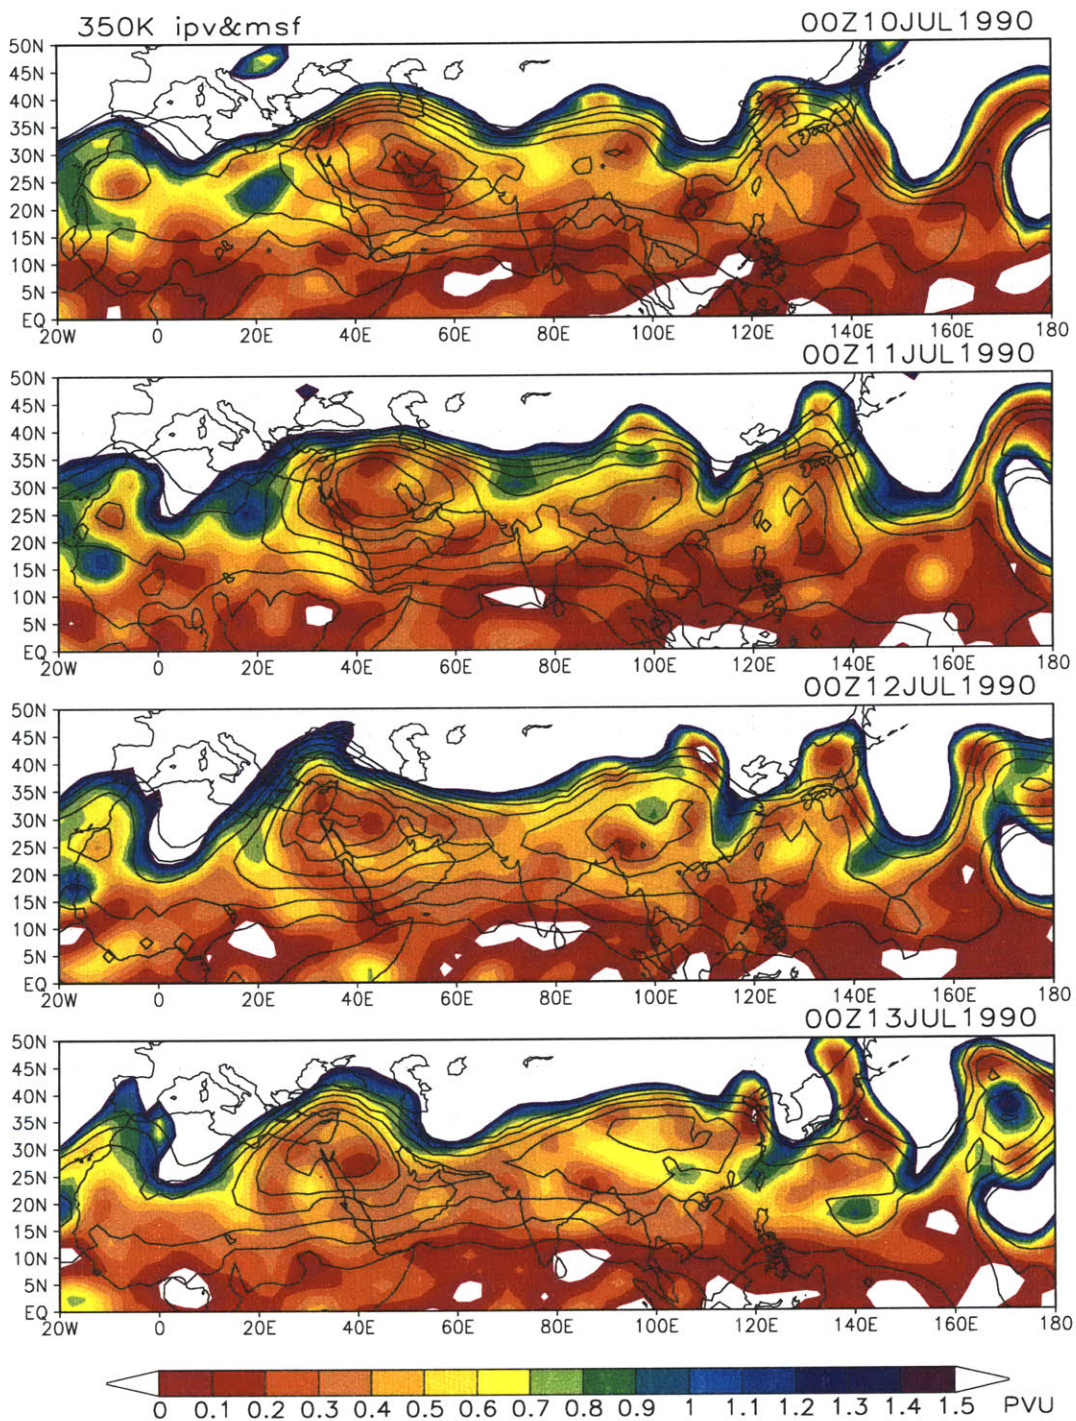 350K ipv&msf 00Z10JUL1990
50N
45N
40N
35N
30N
25N
20N
15N
10N
5N
EQ
20W 0 20E 40E 60E 80E 100E 120E 140E 160E 180
00Z11JUL1990
50N
45N
40N
35N
30N
25N
20N
15N
10N
5N
EQ
20W 0 20E 40E 60E 80E 100E 120E 140E 160E 180
00Z12JUL1990
50N
45N
40N
35N
30N
25N
20N
15N
10N
5N
EQ
20W 0 20E 40E 60E 80E 100E 120E 140E 160E 180
00Z13JUL1990
50N
45N
40N
35N
30N
25N
20N
15N
10N
5N
EQ
20W 0 20E 40E 60E 80E 100E 120E 140E 160E 180
0 0.1 0.2 0.3 0.4 0.5 0.6 0.7 0.8 0.9 1 1.1 1.2 1.3 1.4 1.5 PVU